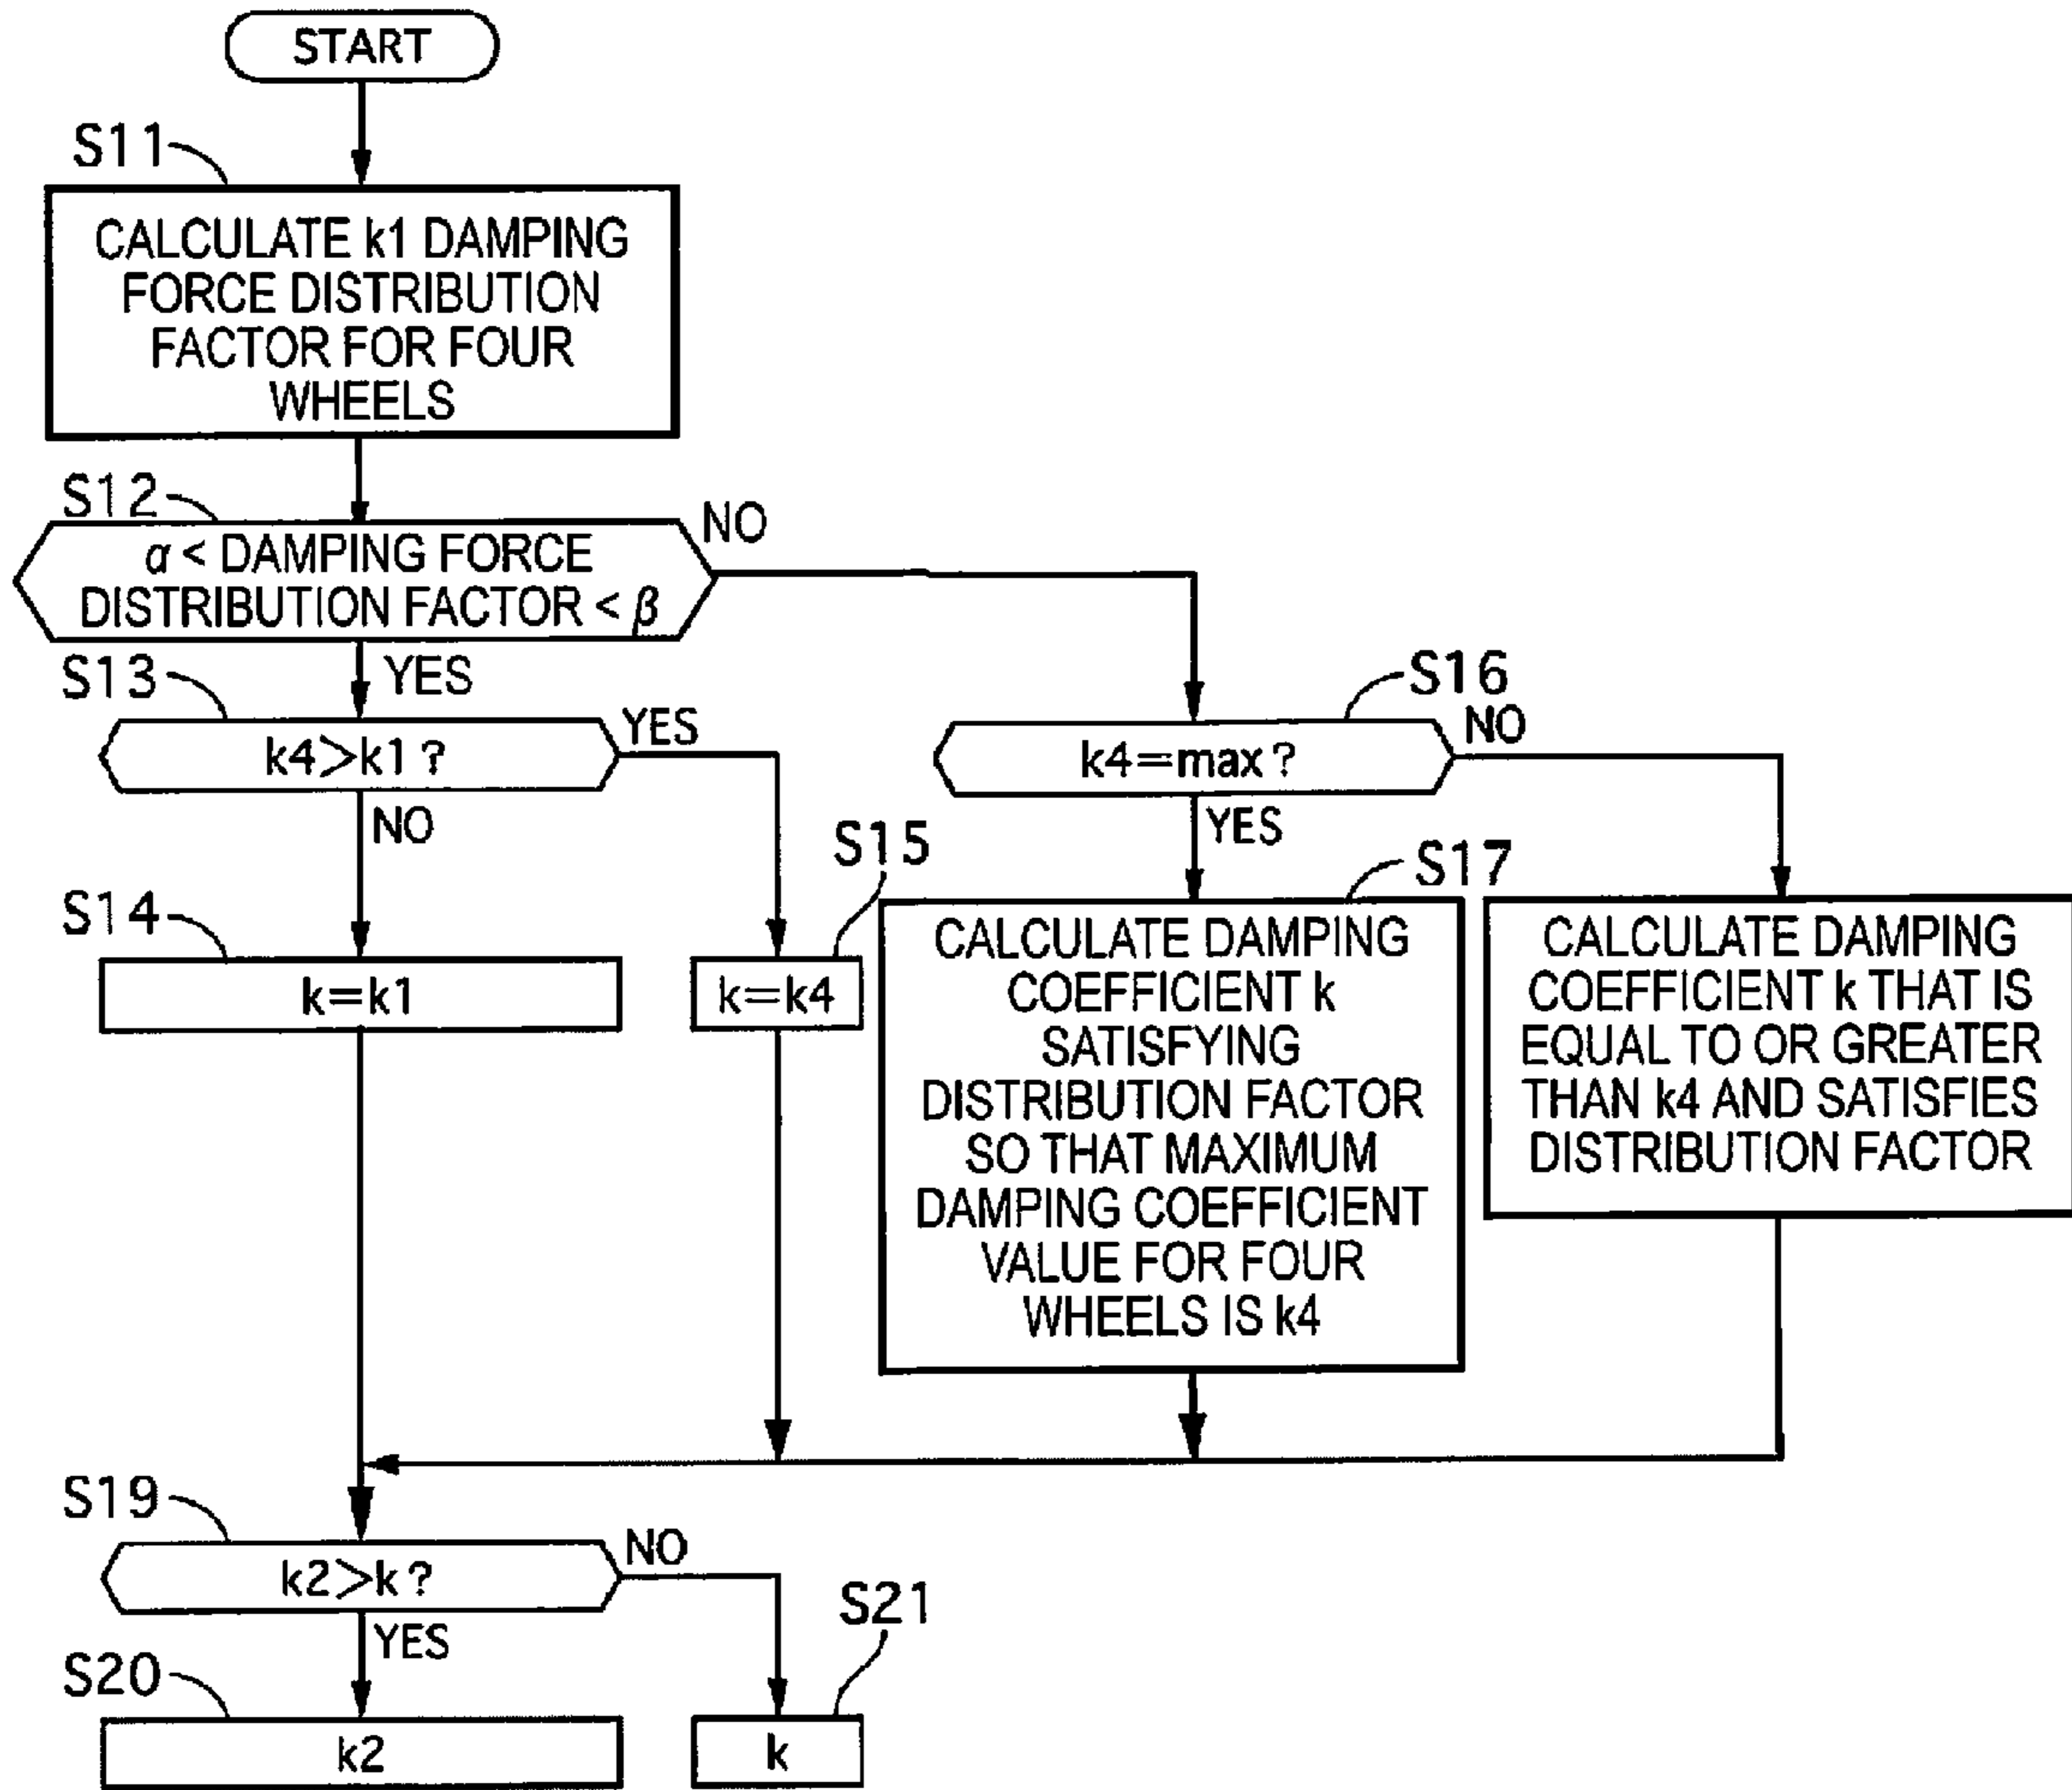 START
S11
CALCULATE k1 DAMPING
FORCE DISTRIBUTION
FACTOR FOR FOUR
WHEELS
S12
α < DAMPING FORCE
DISTRIBUTION FACTOR < β
NO
YES
S13
k4>k1?
YES
NO
S16
k4=max?
NO
YES
S14
k=k1
S15
k=k4
S17
CALCULATE DAMPING
COEFFICIENT k
SATISFYING
DISTRIBUTION FACTOR
SO THAT MAXIMUM
DAMPING COEFFICIENT
VALUE FOR FOUR
WHEELS IS k4
CALCULATE DAMPING
COEFFICIENT k THAT IS
EQUAL TO OR GREATER
THAN k4 AND SATISFIES
DISTRIBUTION FACTOR
S19
k2>k?
NO
YES
S20
k2
S21
k